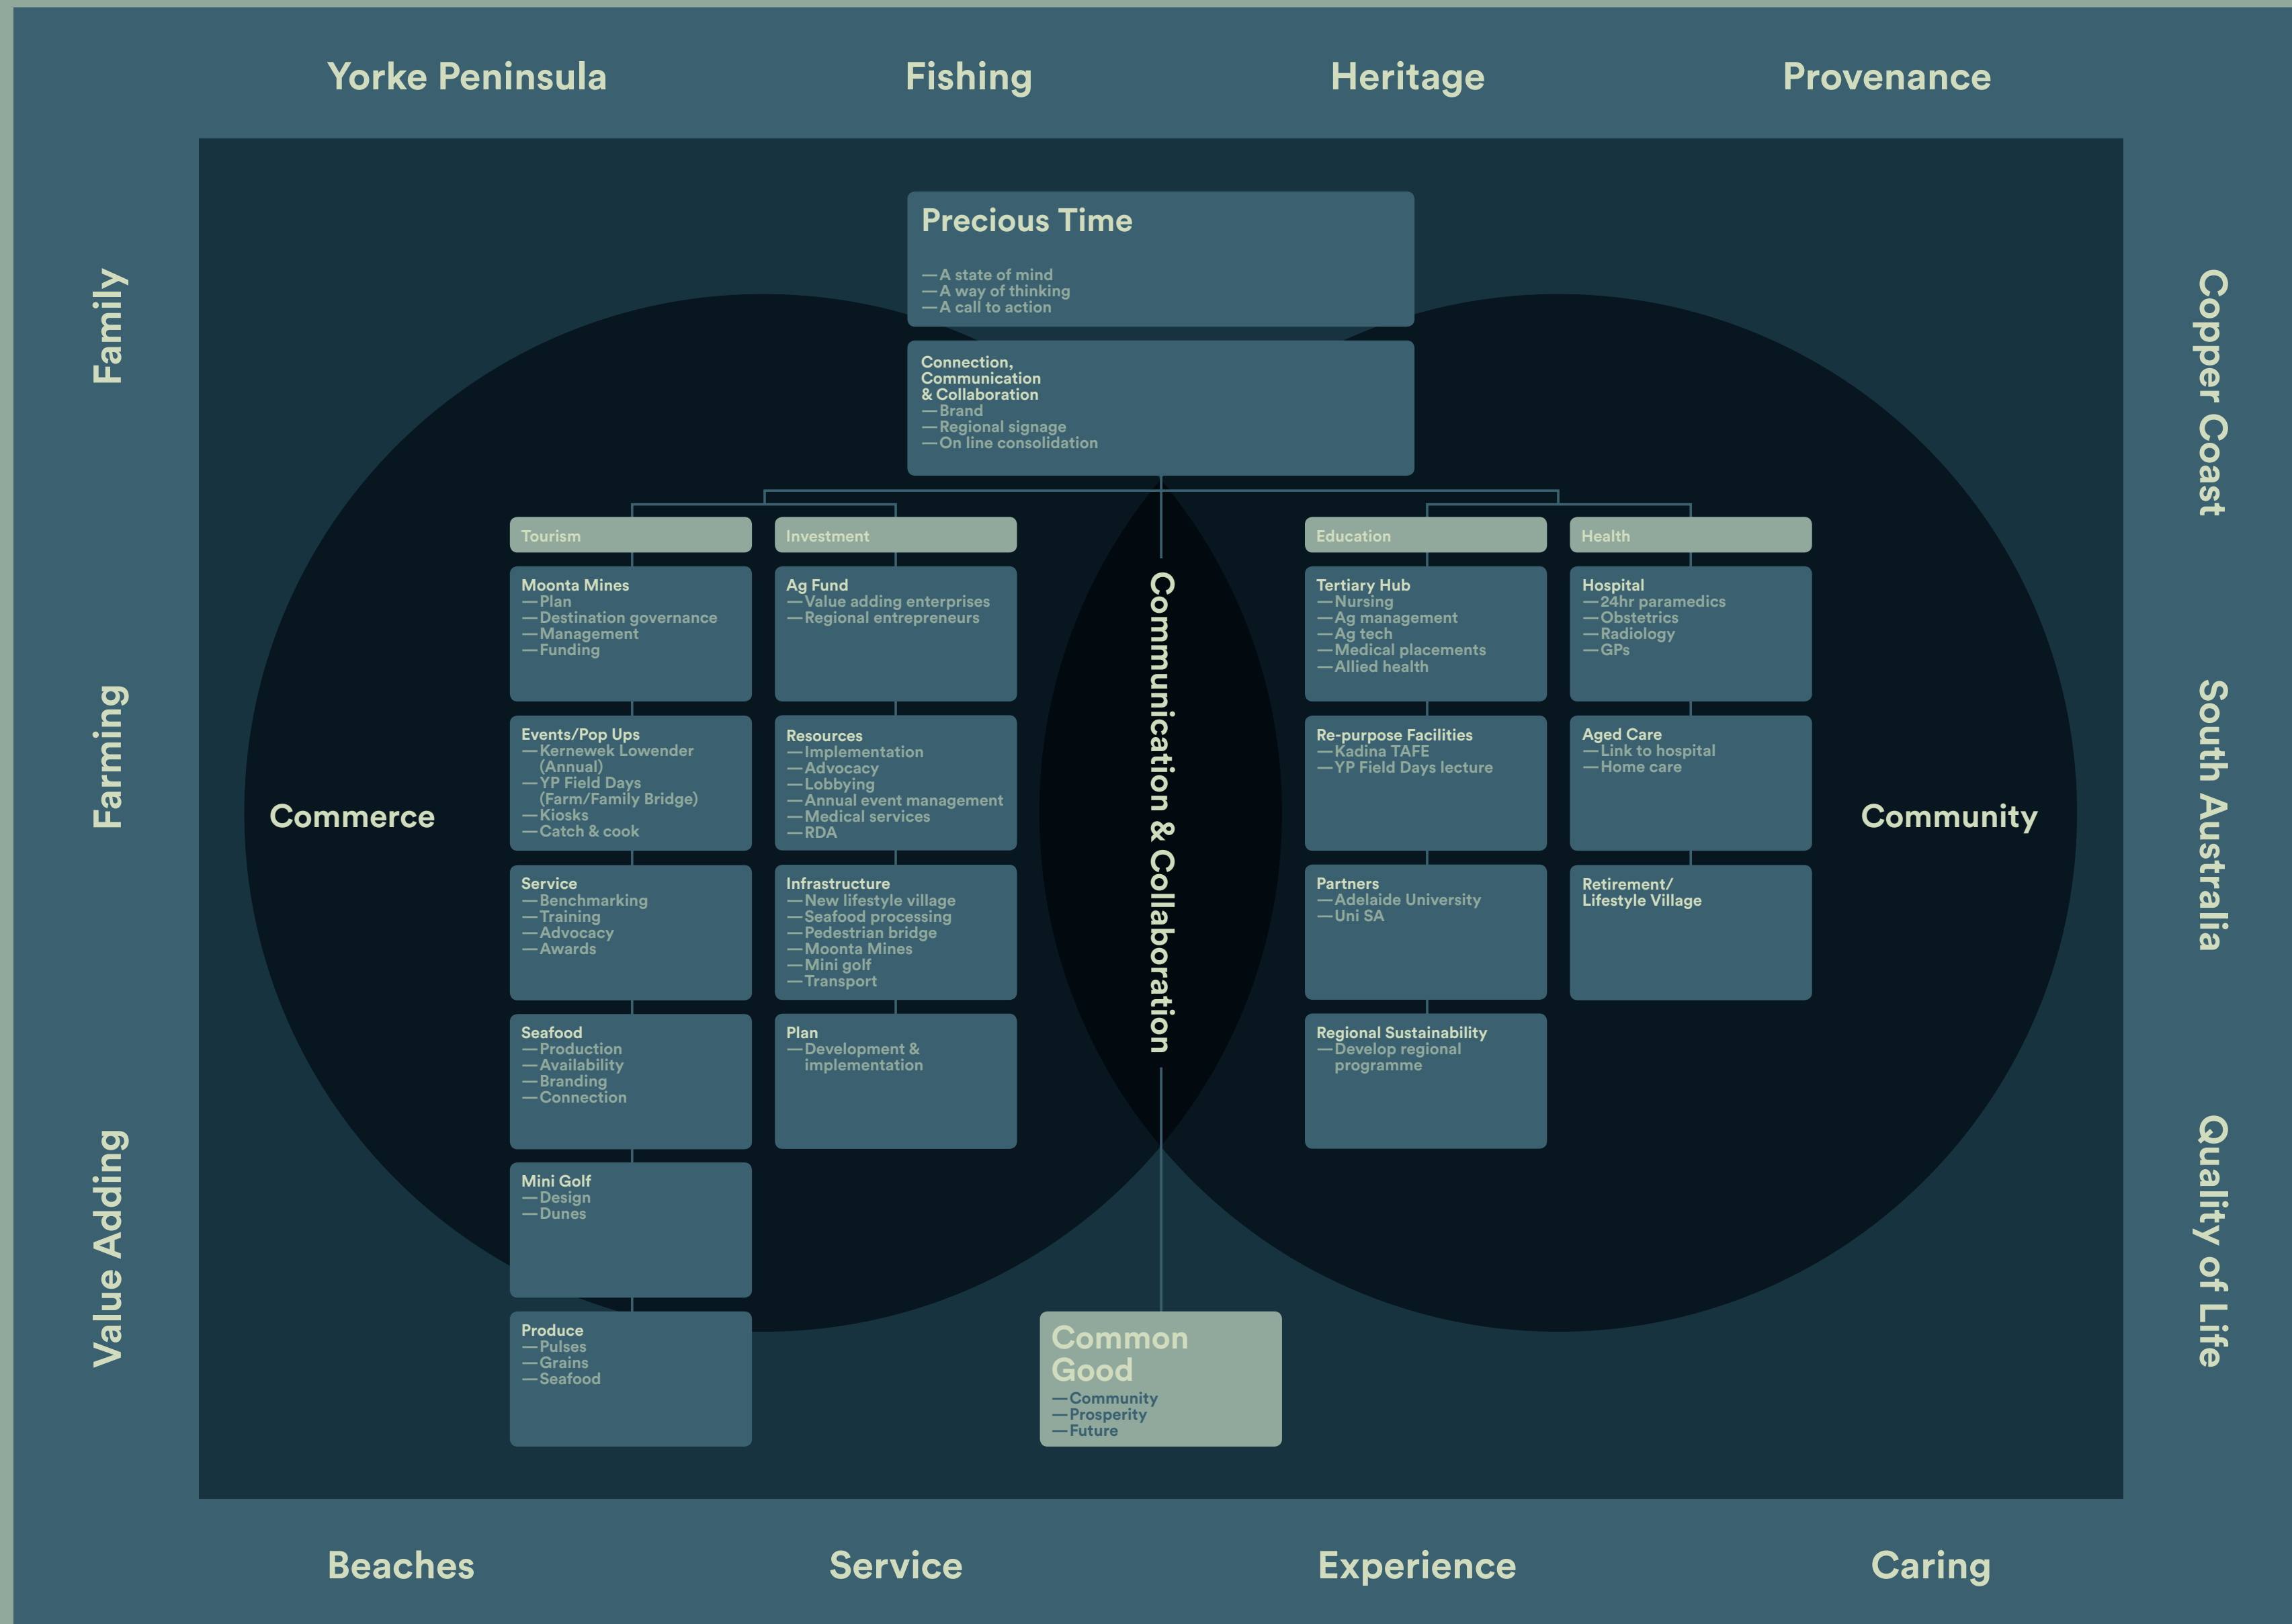 Yorke Peninsula
Fishing
Heritage
Provenance
Family
Farming
Value Adding
Copper Coast
South Australia
Quality of Life
Precious Time
—A state of mind
—A way of thinking
—A call to action
Connection,
Communication
& Collaboration
—Brand
—Regional signage
—On line consolidation
Commerce
Tourism
Moonta Mines
—Plan
—Destination governance
—Management
—Funding
Events/Pop Ups
—Kernewek Lowender
(Annual)
—YP Field Days
(Farm/Family Bridge)
—Kiosks
—Catch & cook
Service
—Benchmarking
—Training
—Advocacy
—Awards
Seafood
—Production
—Availability
—Branding
—Connection
Mini Golf
—Design
—Dunes
Produce
—Pulses
—Grains
—Seafood
Investment
Ag Fund
—Value adding enterprises
—Regional entrepreneurs
Resources
—Implementation
—Advocacy
—Lobbying
—Annual event management
—Medical services
—RDA
Infrastructure
—New lifestyle village
—Seafood processing
—Pedestrian bridge
—Moonta Mines
—Mini golf
—Transport
Plan
—Development &
implementation
Communication & Collaboration
Education
Tertiary Hub
—Nursing
—Ag management
—Ag tech
—Medical placements
—Allied health
Re-purpose Facilities
—Kadina TAFE
—YP Field Days lecture
Partners
—Adelaide University
—Uni SA
Regional Sustainability
—Develop regional
programme
Health
Hospital
—24hr paramedics
—Obstetrics
—Radiology
—GPs
Aged Care
—Link to hospital
—Home care
Retirement/
Lifestyle Village
Community
Common
Good
—Community
—Prosperity
—Future
Beaches
Service
Experience
Caring